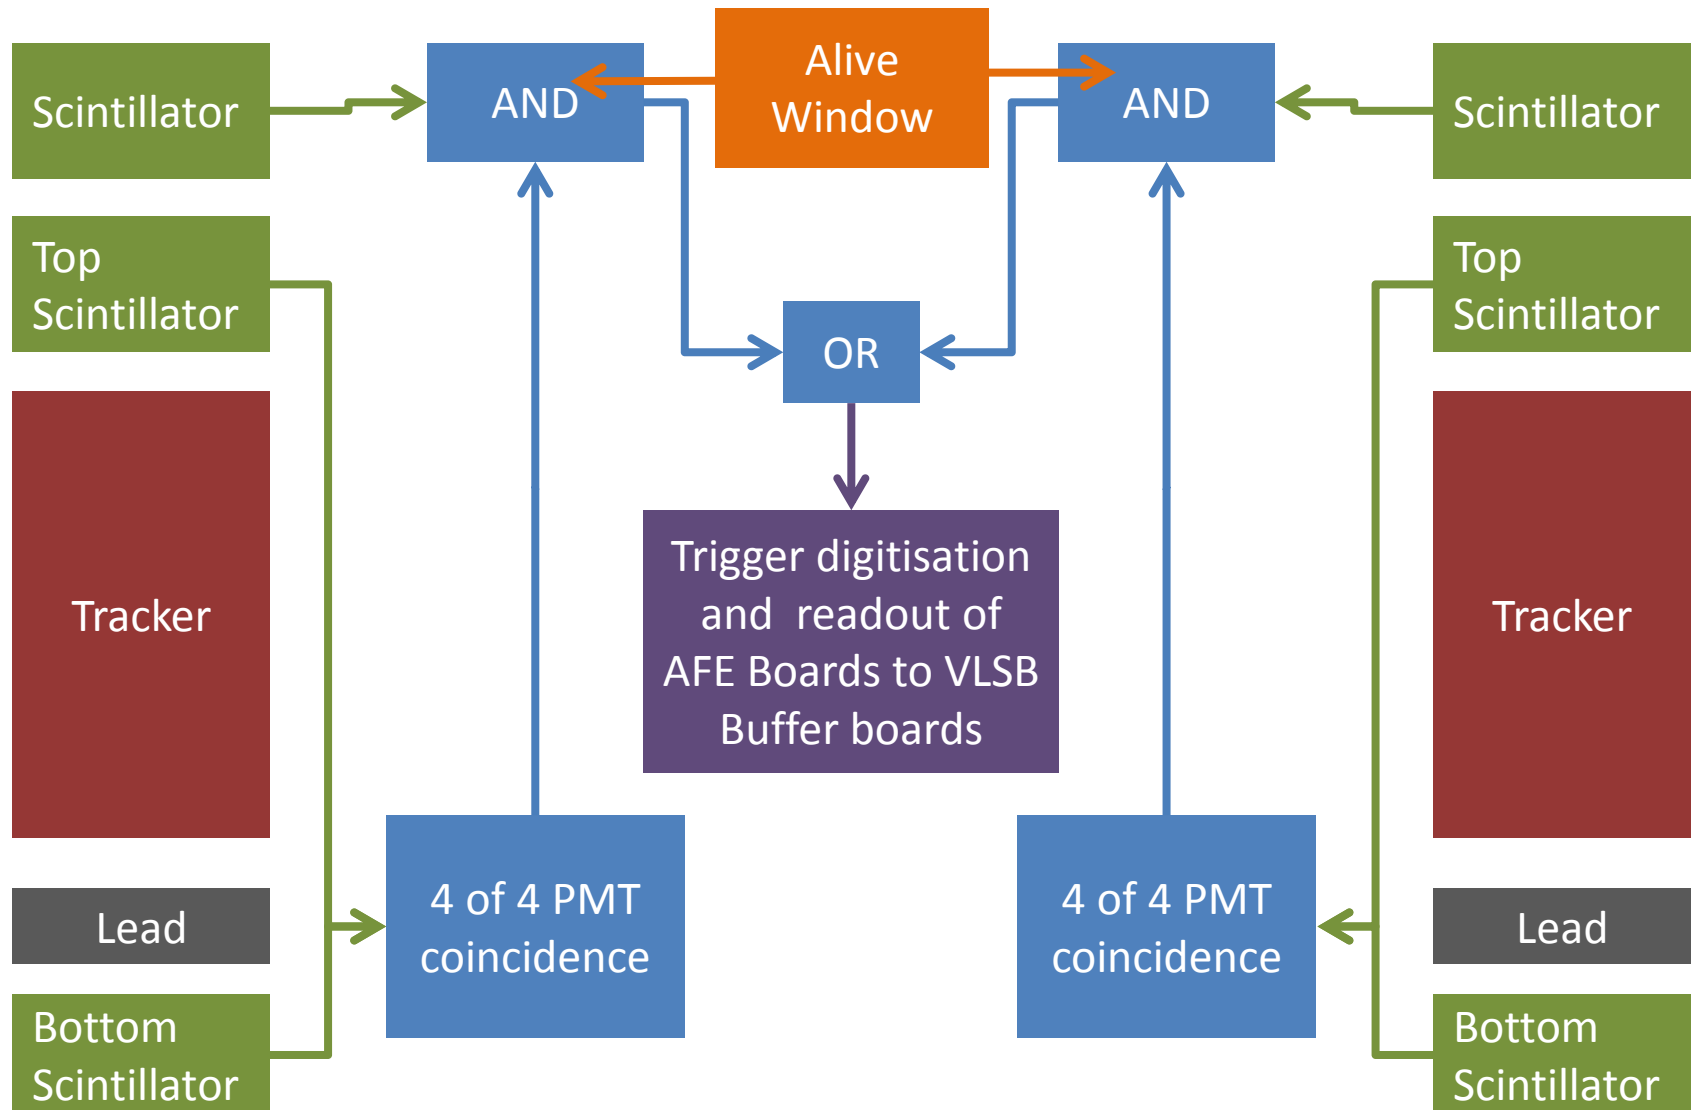 Scintillator
AND
Alive
Window
AND
Scintillator
Top
Scintillator
Top
Scintillator
OR
Trigger digitisation
and  readout of
AFE Boards to VLSB
Buffer boards
Tracker
Tracker
4 of 4 PMT
coincidence
4 of 4 PMT
coincidence
Lead
Lead
Bottom
Scintillator
Bottom
Scintillator